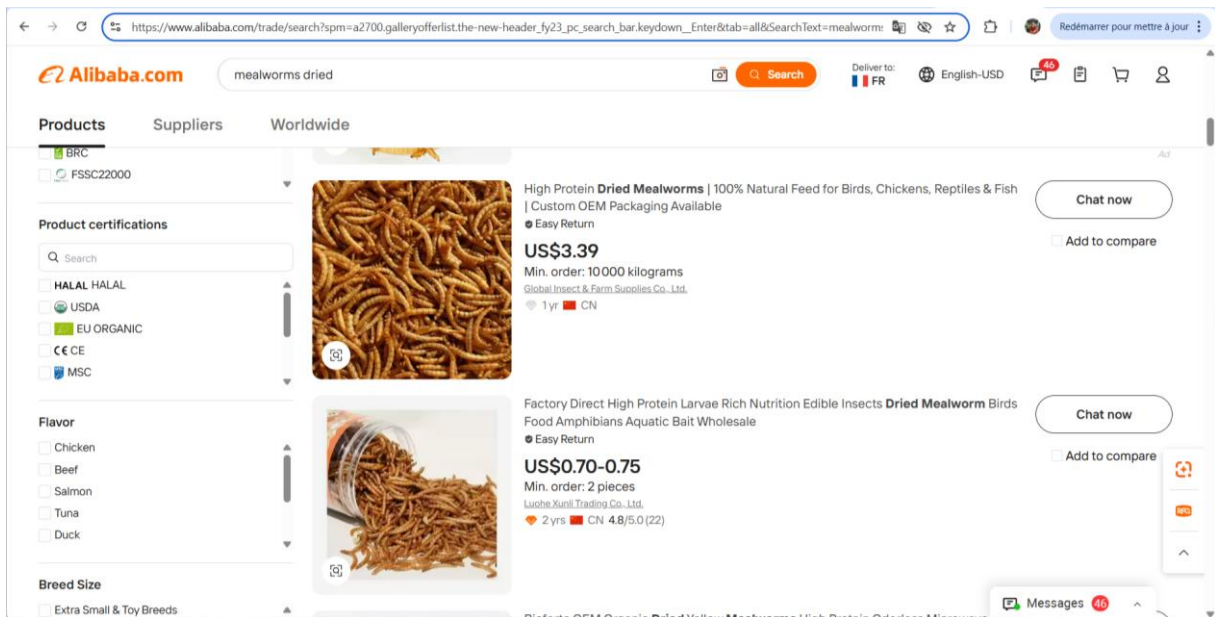 https://www.alibaba.com/trade/search?spm=a2700.galleryofferlist.the-new-header_fy23_pc_search_bar.keydown__Enter&tab=all&SearchText=mealworms
Redémarrer pour mettre à jour
Alibaba.com
mealworms dried
Search
Deliver to:
FR
English-USD
46
Products Suppliers Worldwide
BRC
FSSC22000
Product certifications
Search
HALAL HALAL
USDA
EU ORGANIC
CE CE
MSC
Flavor
Chicken
Beef
Salmon
Tuna
Duck
Breed Size
Extra Small & Toy Breeds
Ad
High Protein Dried Mealworms | 100% Natural Feed for Birds, Chickens, Reptiles & Fish
| Custom OEM Packaging Available
Easy Return
US$3.39
Min. order: 10 000 kilograms
Global Insect & Farm Supplies Co., Ltd.
1 yr CN
Chat now
Add to compare
Factory Direct High Protein Larvae Rich Nutrition Edible Insects Dried Mealworm Birds
Food Amphibians Aquatic Bait Wholesale
Easy Return
US$0.70-0.75
Min. order: 2 pieces
Luohe Xunli Trading Co., Ltd.
2 yrs CN 4.8/5.0 (22)
Chat now
Add to compare
RFQ
Messages 46